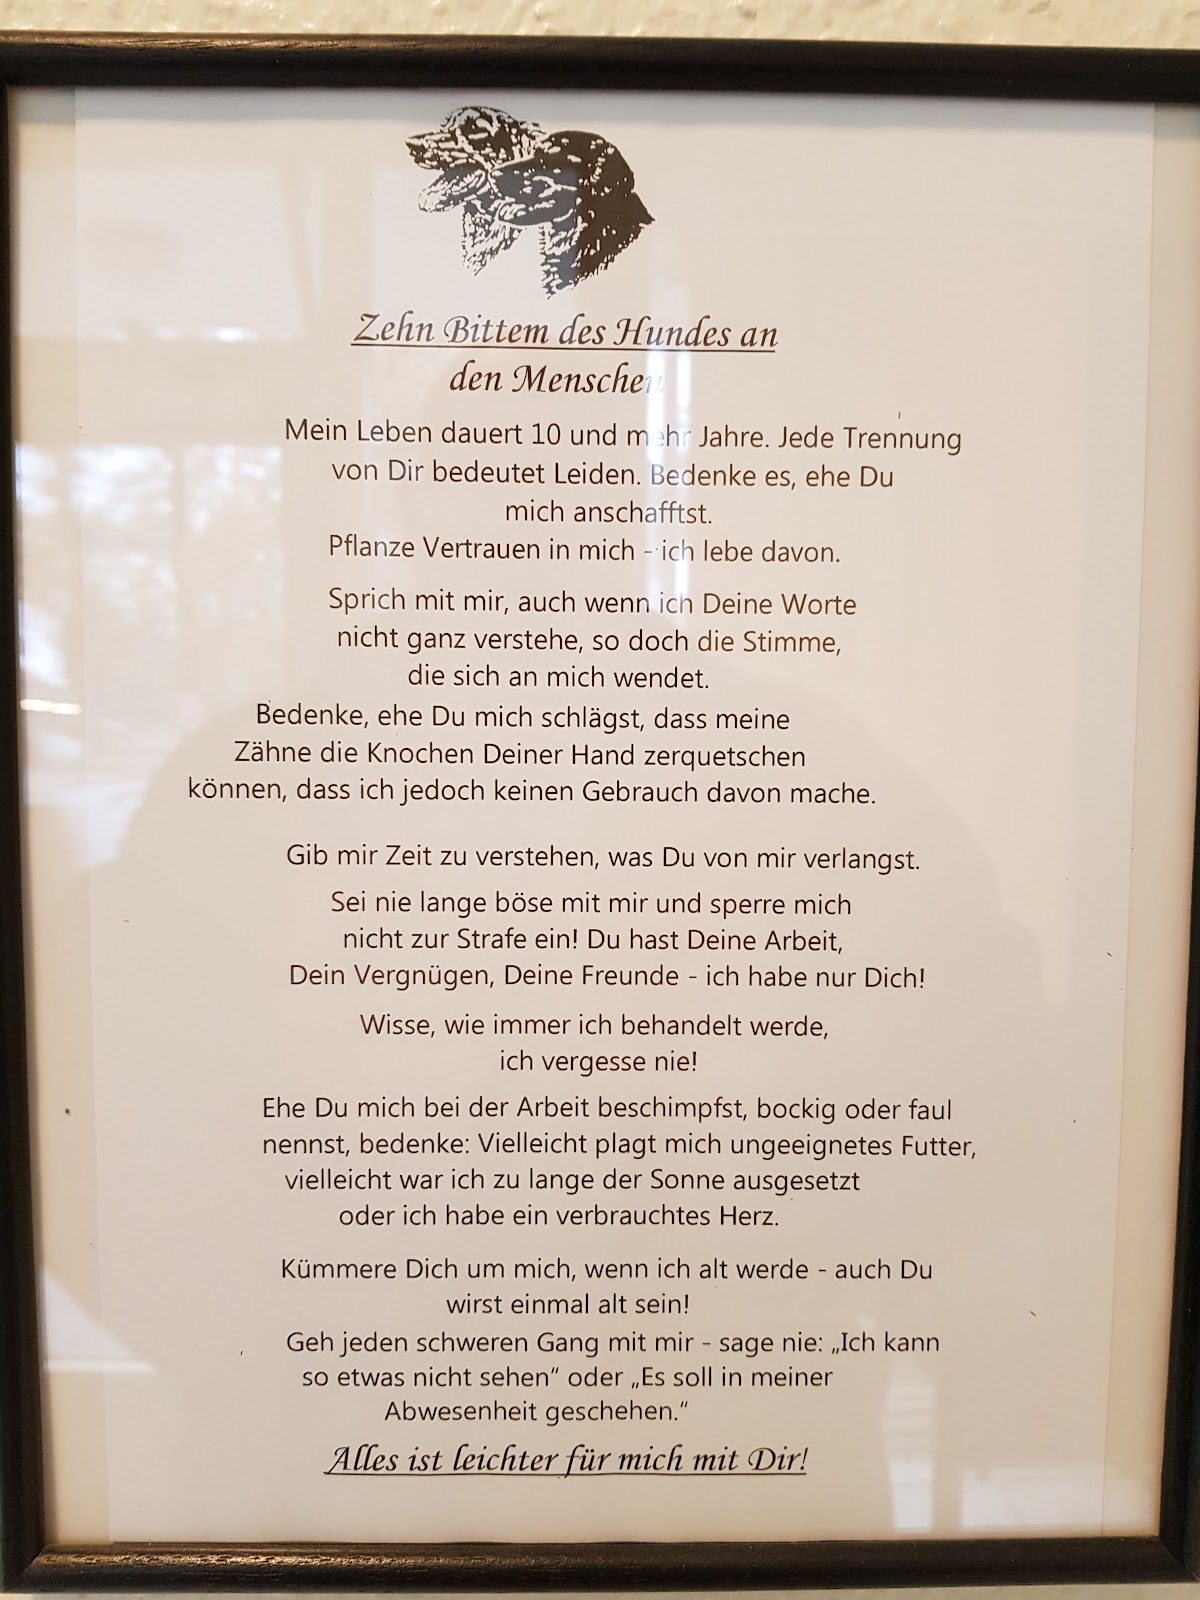 Zehn Bittem des Hundes an
den Menschen
Mein Leben dauert 10 und mehr Jahre. Jede Trennung
von Dir bedeutet Leiden. Bedenke es, ehe Du
mich anschafftst.
Pflanze Vertrauen in mich - ich lebe davon.
Sprich mit mir, auch wenn ich Deine Worte
nicht ganz verstehe, so doch die Stimme,
die sich an mich wendet.
Bedenke, ehe Du mich schlägst, dass meine
Zähne die Knochen Deiner Hand zerquetschen
können, dass ich jedoch keinen Gebrauch davon mache.
Gib mir Zeit zu verstehen, was Du von mir verlangst.
Sei nie lange böse mit mir und sperre mich
nicht zur Strafe ein! Du hast Deine Arbeit,
Dein Vergnügen, Deine Freunde - ich habe nur Dich!
Wisse, wie immer ich behandelt werde,
ich vergesse nie!
Ehe Du mich bei der Arbeit beschimpfst, bockig oder faul
nennst, bedenke: Vielleicht plagt mich ungeeignetes Futter,
vielleicht war ich zu lange der Sonne ausgesetzt
oder ich habe ein verbrauchtes Herz.
Kümmere Dich um mich, wenn ich alt werde - auch Du
wirst einmal alt sein!
Geh jeden schweren Gang mit mir - sage nie: „Ich kann
so etwas nicht sehen“ oder „Es soll in meiner
Abwesenheit geschehen.“
Alles ist leichter für mich mit Dir!